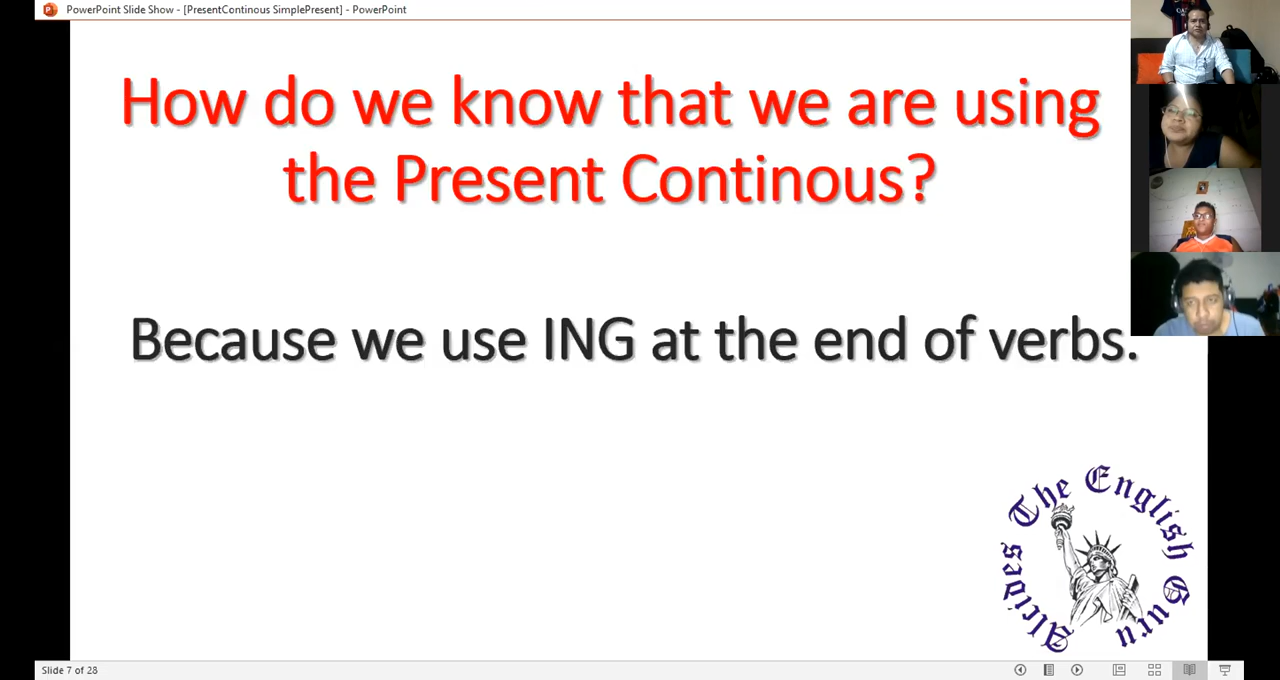 PowerPoint Slide Show - [PresentContinous SimplePresent] - PowerPoint
How do we know that we are using
the Present Continous?
Because we use ING at the end of verbs.
Alcides The English Guru
Slide 7 of 28